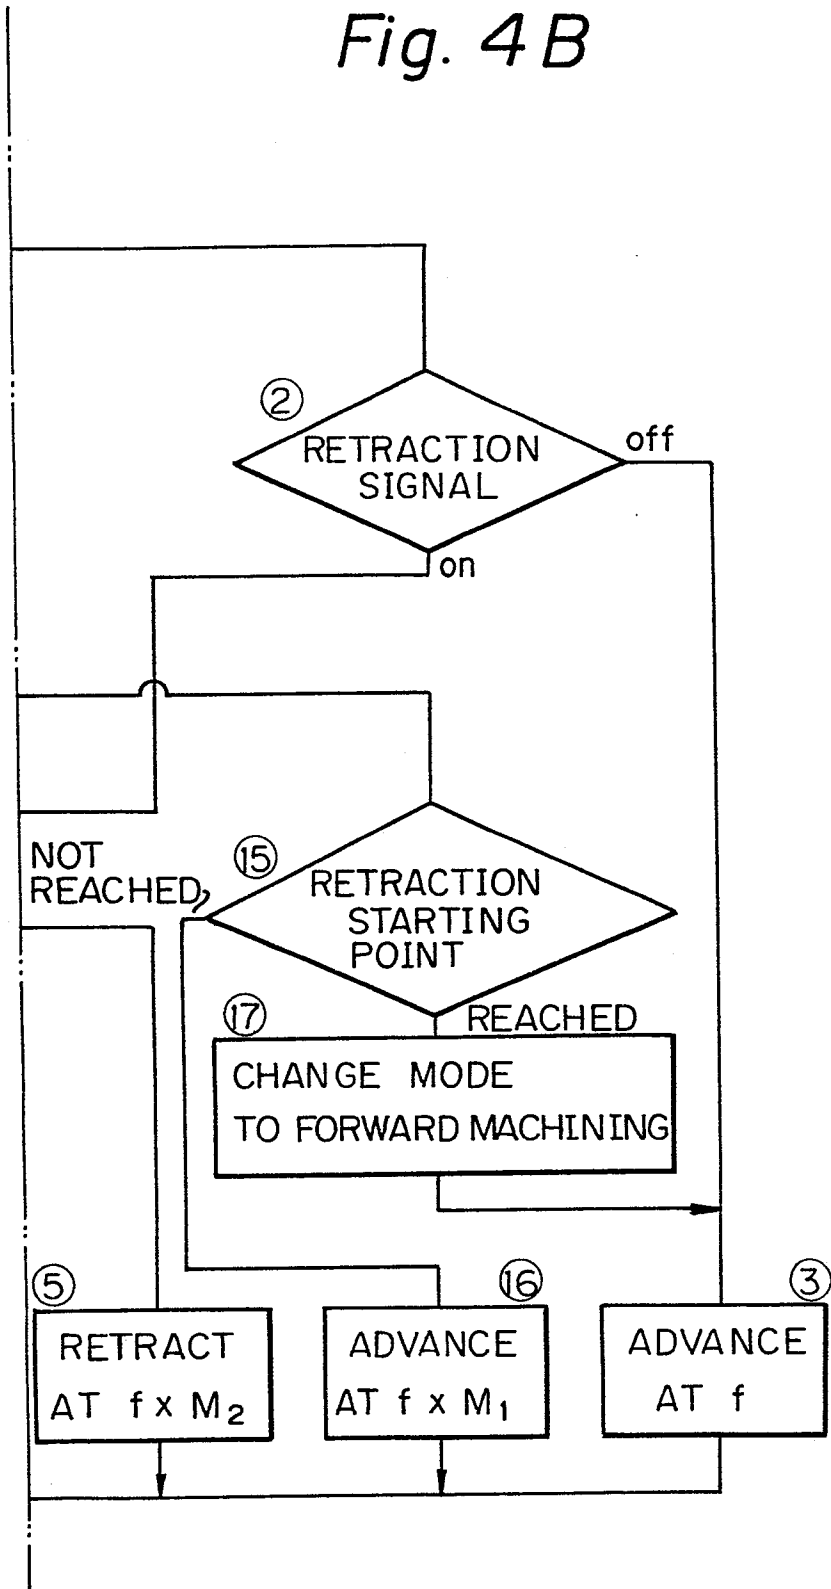 Fig. 4B
②
RETRACTION
SIGNAL
off
on
NOT
REACHED
⑮
RETRACTION
STARTING
POINT
REACHED
⑰
CHANGE MODE
TO FORWARD MACHINING
⑤
RETRACT
AT f x M₂
⑯
ADVANCE
AT f x M₁
③
ADVANCE
AT f